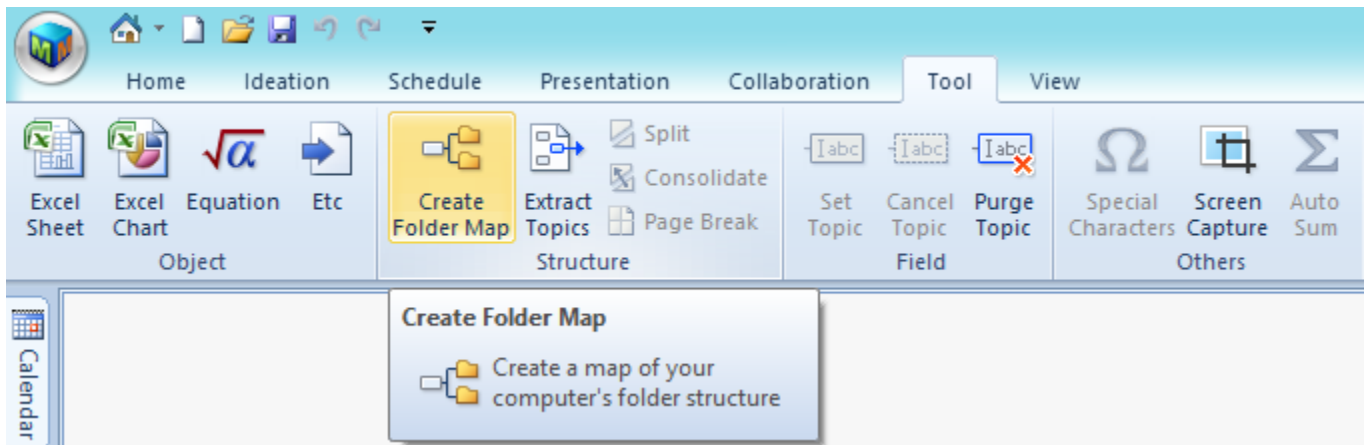 Home Ideation Schedule Presentation Collaboration Tool View
Excel Sheet
Excel Chart
Equation
Etc
Object
Create Folder Map
Extract Topics
Split
Consolidate
Page Break
Structure
Set Topic
Cancel Topic
Purge Topic
Field
Special Characters
Screen Capture
Auto Sum
Others
Calendar
Create Folder Map
Create a map of your
computer's folder structure